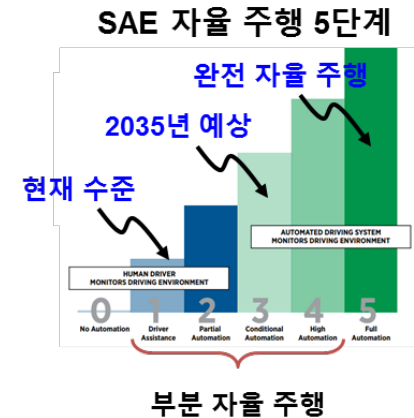 SAE 자율 주행 5단계
완전 자율 주행
2035년 예상
현재 수준
AUTOMATED DRIVING SYSTEM
MONITORS DRIVING ENVIRONMENT
HUMAN DRIVER
MONITORS DRIVING ENVIRONMENT
0 1 2 3 4 5
No Automation Driver Assistance Partial Automation Conditional Automation High Automation Full Automation
부분 자율 주행